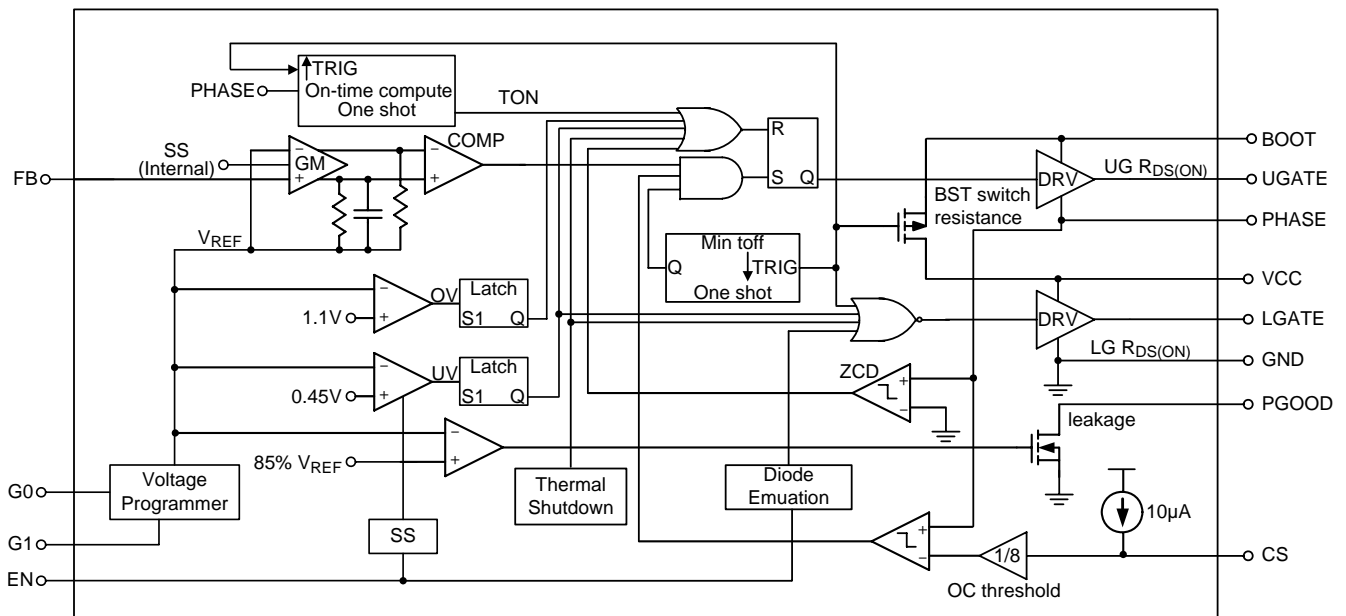 TRIG
On-time compute
One shot
PHASE
TON
SS
(Internal)
GM
COMP
FB
VREF
R
S
Q
Min toff
Q
TRIG
One shot
BST switch
resistance
DRV
UG RDS(ON)
BOOT
UGATE
PHASE
VCC
DRV
LGATE
LG RDS(ON)
GND
OV
Latch
S1
Q
1.1V
UV
Latch
S1
Q
0.45V
ZCD
leakage
PGOOD
85% VREF
Voltage
Programmer
G0
G1
EN
SS
Thermal
Shutdown
Diode
Emuation
10µA
1/8
OC threshold
CS
−
+
−
+
−
+
−
+
−
+
+
−
+
−